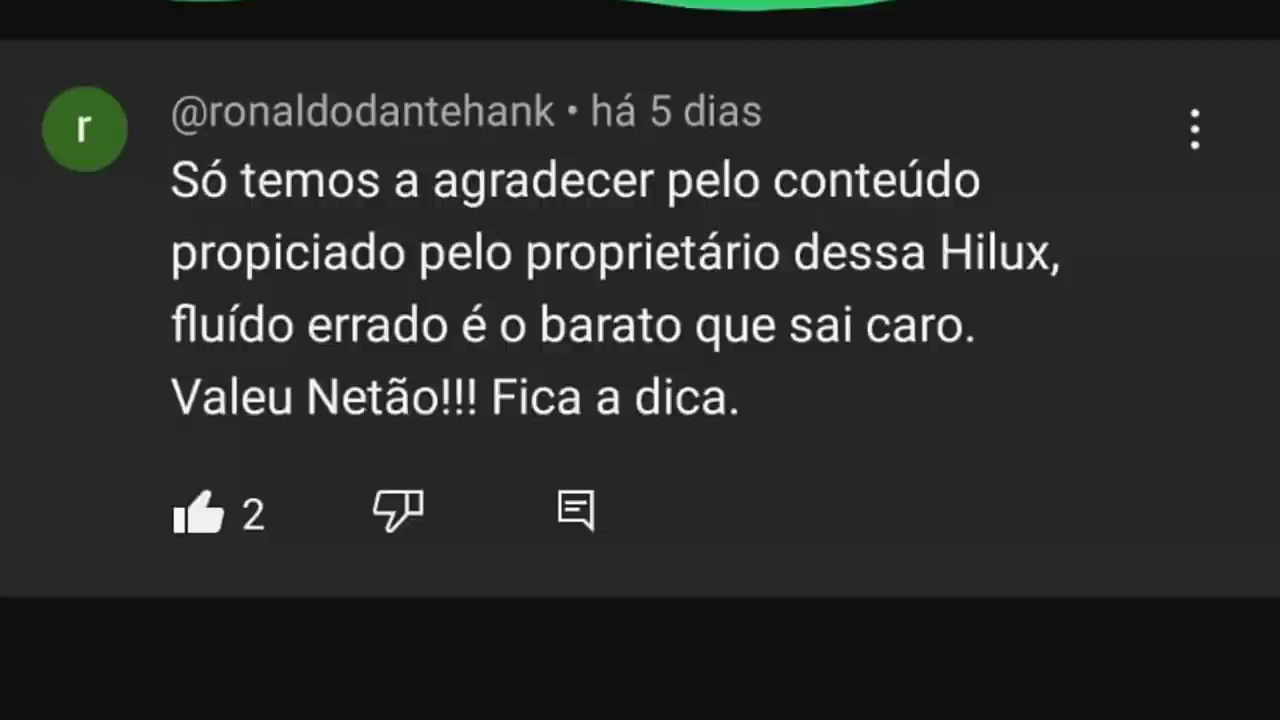 r
@ronaldodantehank • há 5 dias
Só temos a agradecer pelo conteúdo
propiciado pelo proprietário dessa Hilux,
fluído errado é o barato que sai caro.
Valeu Netão!!! Fica a dica.
2